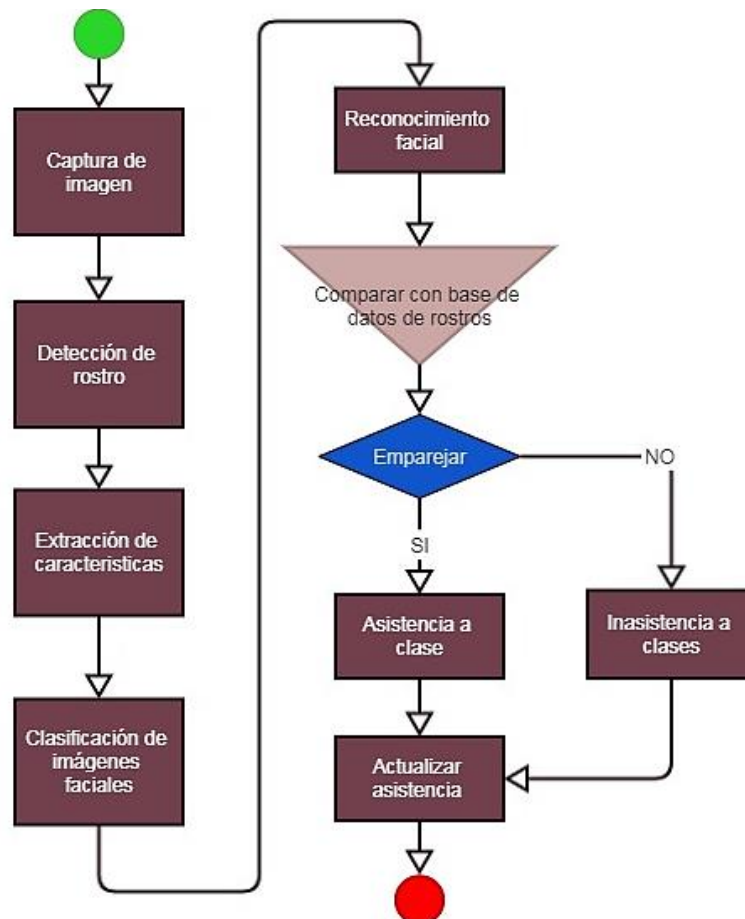 Captura de
imagen
Detección de
rostro
Extracción de
caracteristicas
Clasificación de
imágenes
faciales
Reconocimiento
facial
Comparar con base de
datos de rostros
Emparejar
NO
SI
Asistencia a
clase
Inasistencia a
clases
Actualizar
asistencia